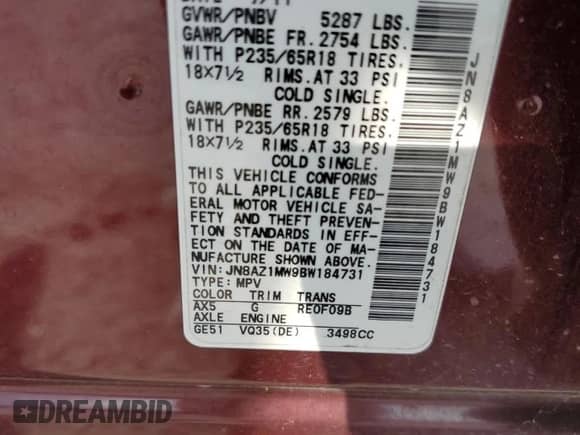 GVWR/PNBV 5287 LBS.
GAWR/PNBE FR. 2754 LBS.
WITH P235/65R18 TIRES.
18X7½ RIMS. AT 33 PSI
COLD SINGLE.
GAWR/PNBE RR. 2579 LBS.
WITH P235/65R18 TIRES.
18X7½ RIMS. AT 33 PSI
COLD SINGLE.
THIS VEHICLE CONFORMS
TO ALL APPLICABLE FED-
ERAL MOTOR VEHICLE SA-
FETY AND THEFT PREVEN-
TION STANDARDS IN EFF-
ECT ON THE DATE OF MA-
NUFACTURE SHOWN ABOVE.
VIN: JN8AZ1MW9BW184731
TYPE: MPV
COLOR TRIM TRANS
AX5 G RE0F09B
AXLE ENGINE
GE51 VQ35(DE) 3498CC
JN8AZ1MW9BW184731
DREAMBID